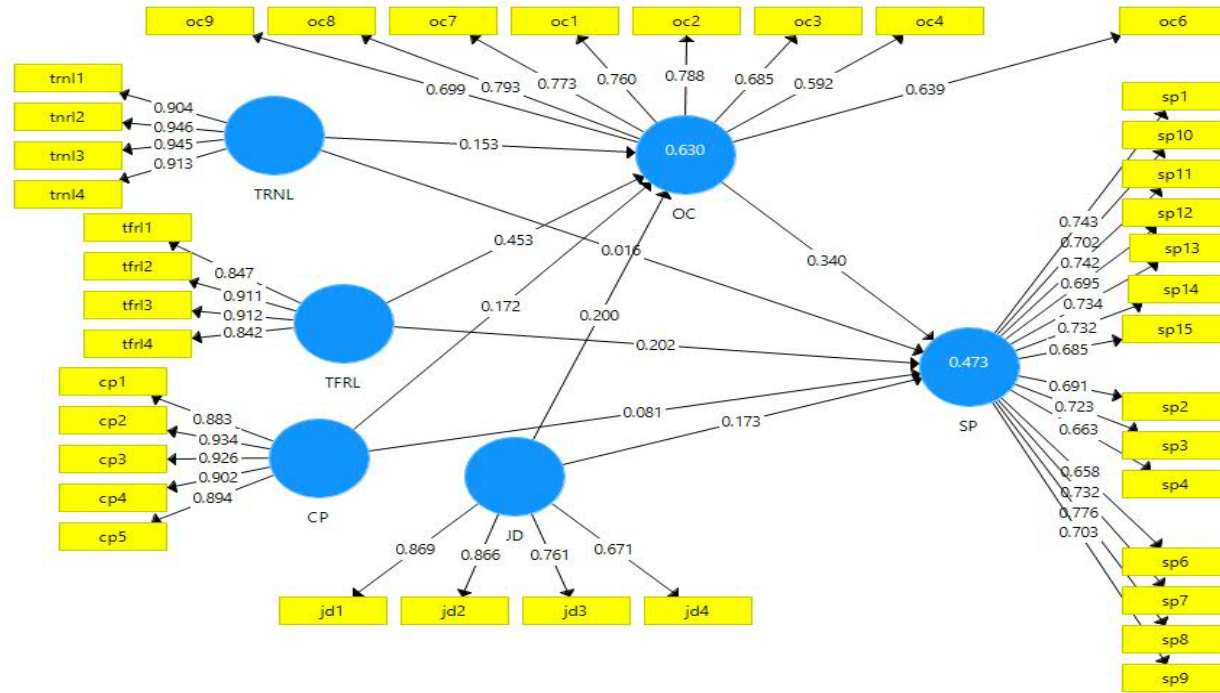 oc9 oc8 oc7 oc1 oc2 oc3 oc4 oc6
0.699 0.793 0.773 0.760 0.788 0.685 0.592 0.639
trnl1
tnrl2
trnl3
trnl4
0.904
0.946
0.945
0.913
TRNL
0.153
0.630
OC
tfrl1
tfrl2
tfrl3
tfrl4
0.847
0.911
0.912
0.842
TFRL
0.453
0.016
0.172
0.200
0.340
0.202
cp1
cp2
cp3
cp4
cp5
0.883
0.934
0.926
0.902
0.894
CP
0.081
0.173
JD
0.869 0.866 0.761 0.671
jd1 jd2 jd3 jd4
0.473
SP
0.743
0.702
0.742
0.695
0.734
0.732
0.685
0.691
0.723
0.663
0.658
0.732
0.776
0.703
sp1
sp10
sp11
sp12
sp13
sp14
sp15
sp2
sp3
sp4
sp6
sp7
sp8
sp9